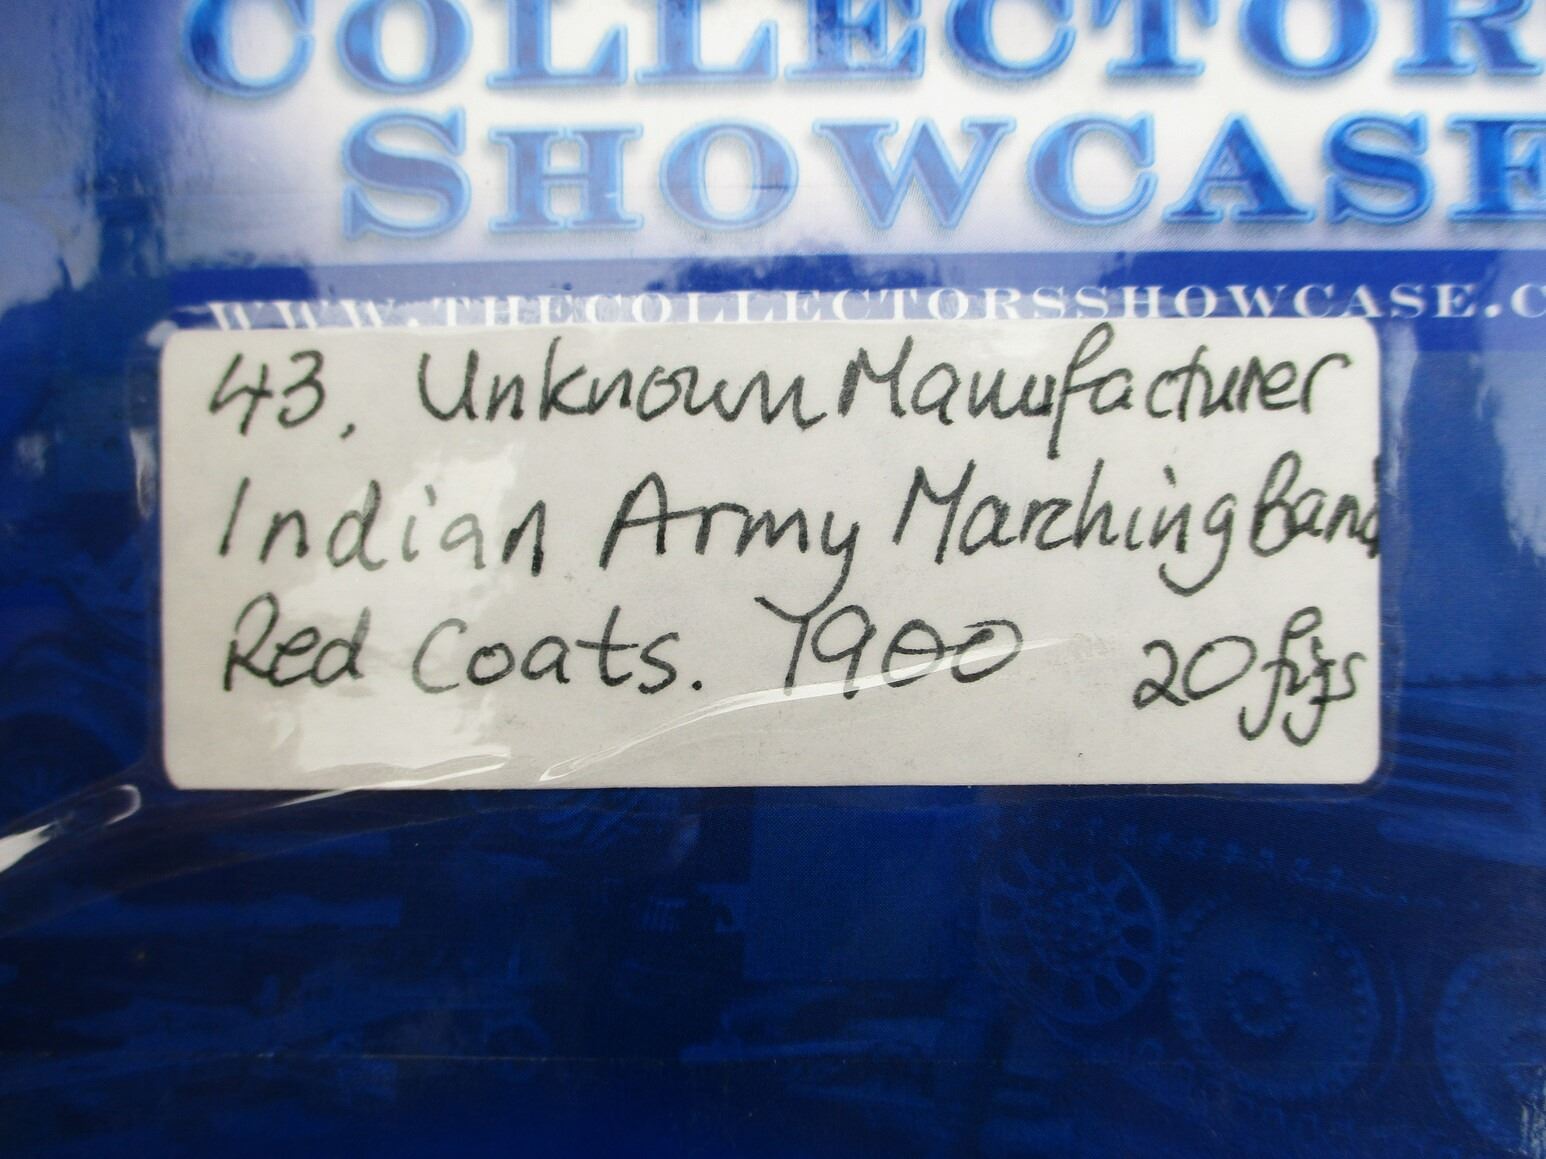 COLLECTOR
SHOWCASE
WWW.THECOLLECTORSSHOWCASE.C
43. Unknown Manufacturer
Indian Army Marching Band
Red Coats. 1900 20 figs